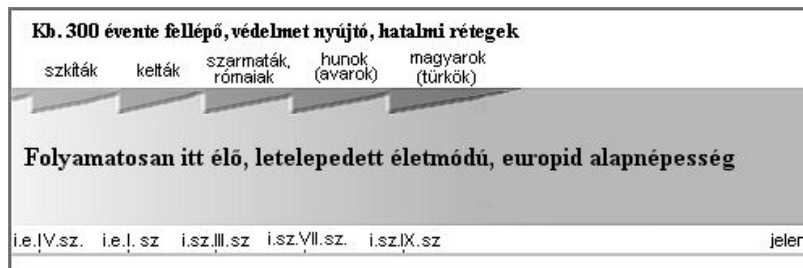 Kb. 300 évente fellépő, védelmet nyújtó, hatalmi rétegek
szkíták kelták szarmaták, rómaiak hunok (avarok) magyarok (türkök)
Folyamatosan itt élő, letelepedett életmódú, europid alapnépesség
i.e.IV.sz. i.e.I. sz i.sz.III.sz i.sz.VII.sz. i.sz.IX.sz jelen